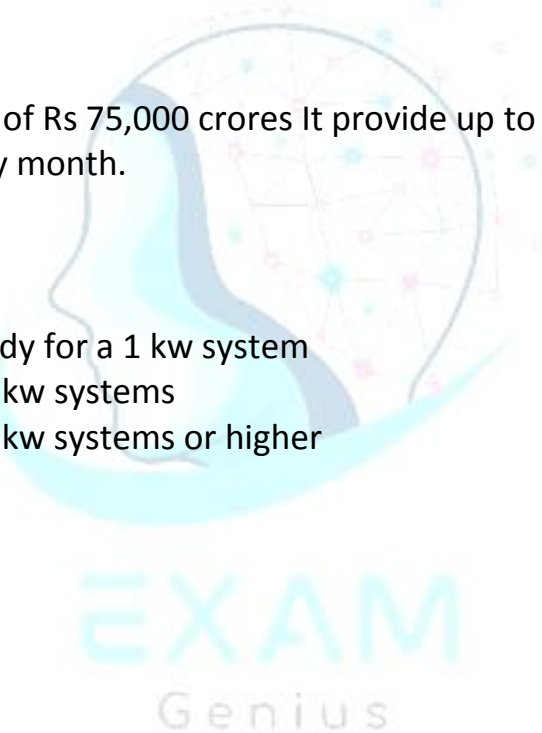 of Rs 75,000 crores It provide up to
y month.
dy for a 1 kw system
kw systems
kw systems or higher
EXAM
Genius